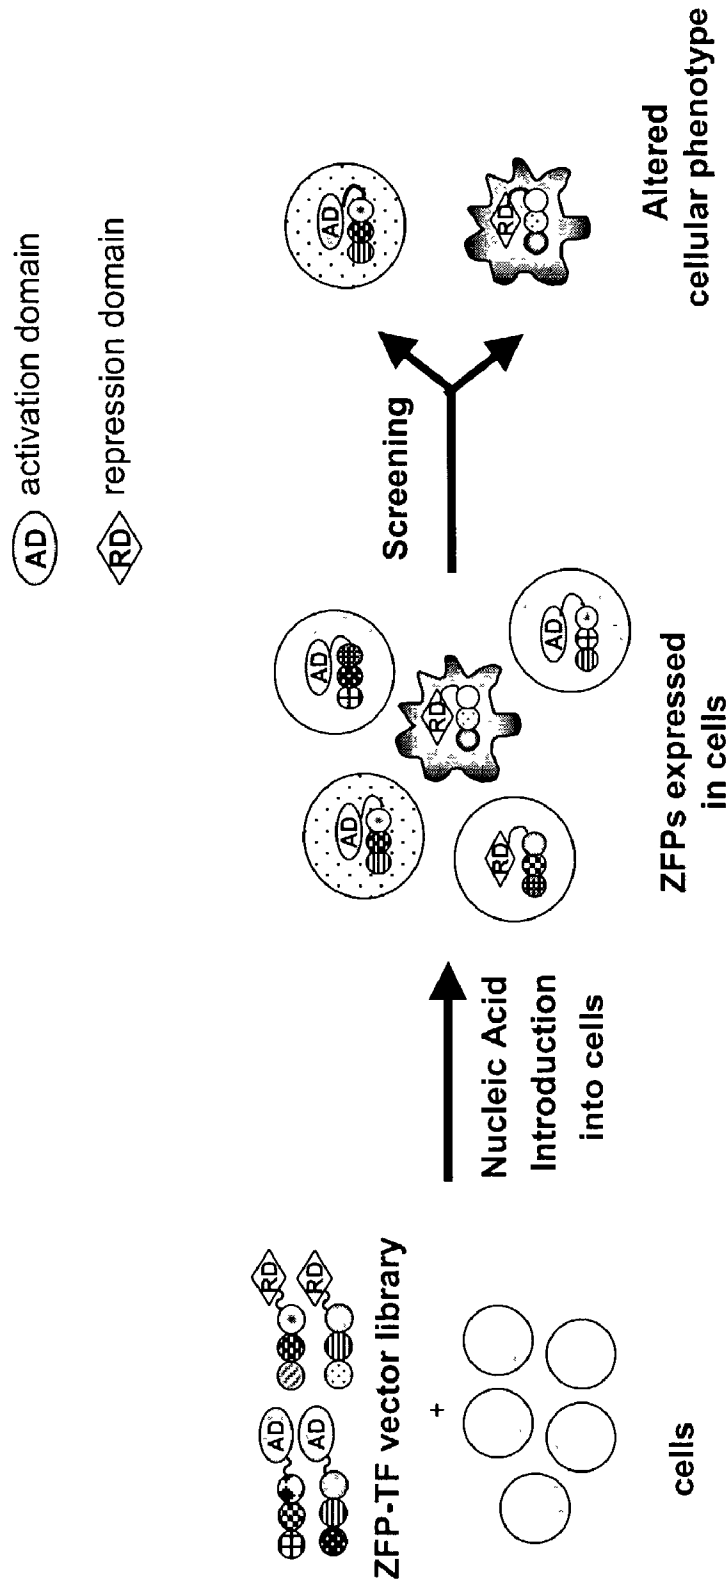 AD activation domain
RD repression domain
AD
RD
AD
RD
ZFP-TF vector library
+
cells
Nucleic Acid
Introduction
into cells
AD
AD
RD
RD
AD
ZFPs expressed
in cells
Screening
AD
RD
Altered
cellular phenotype